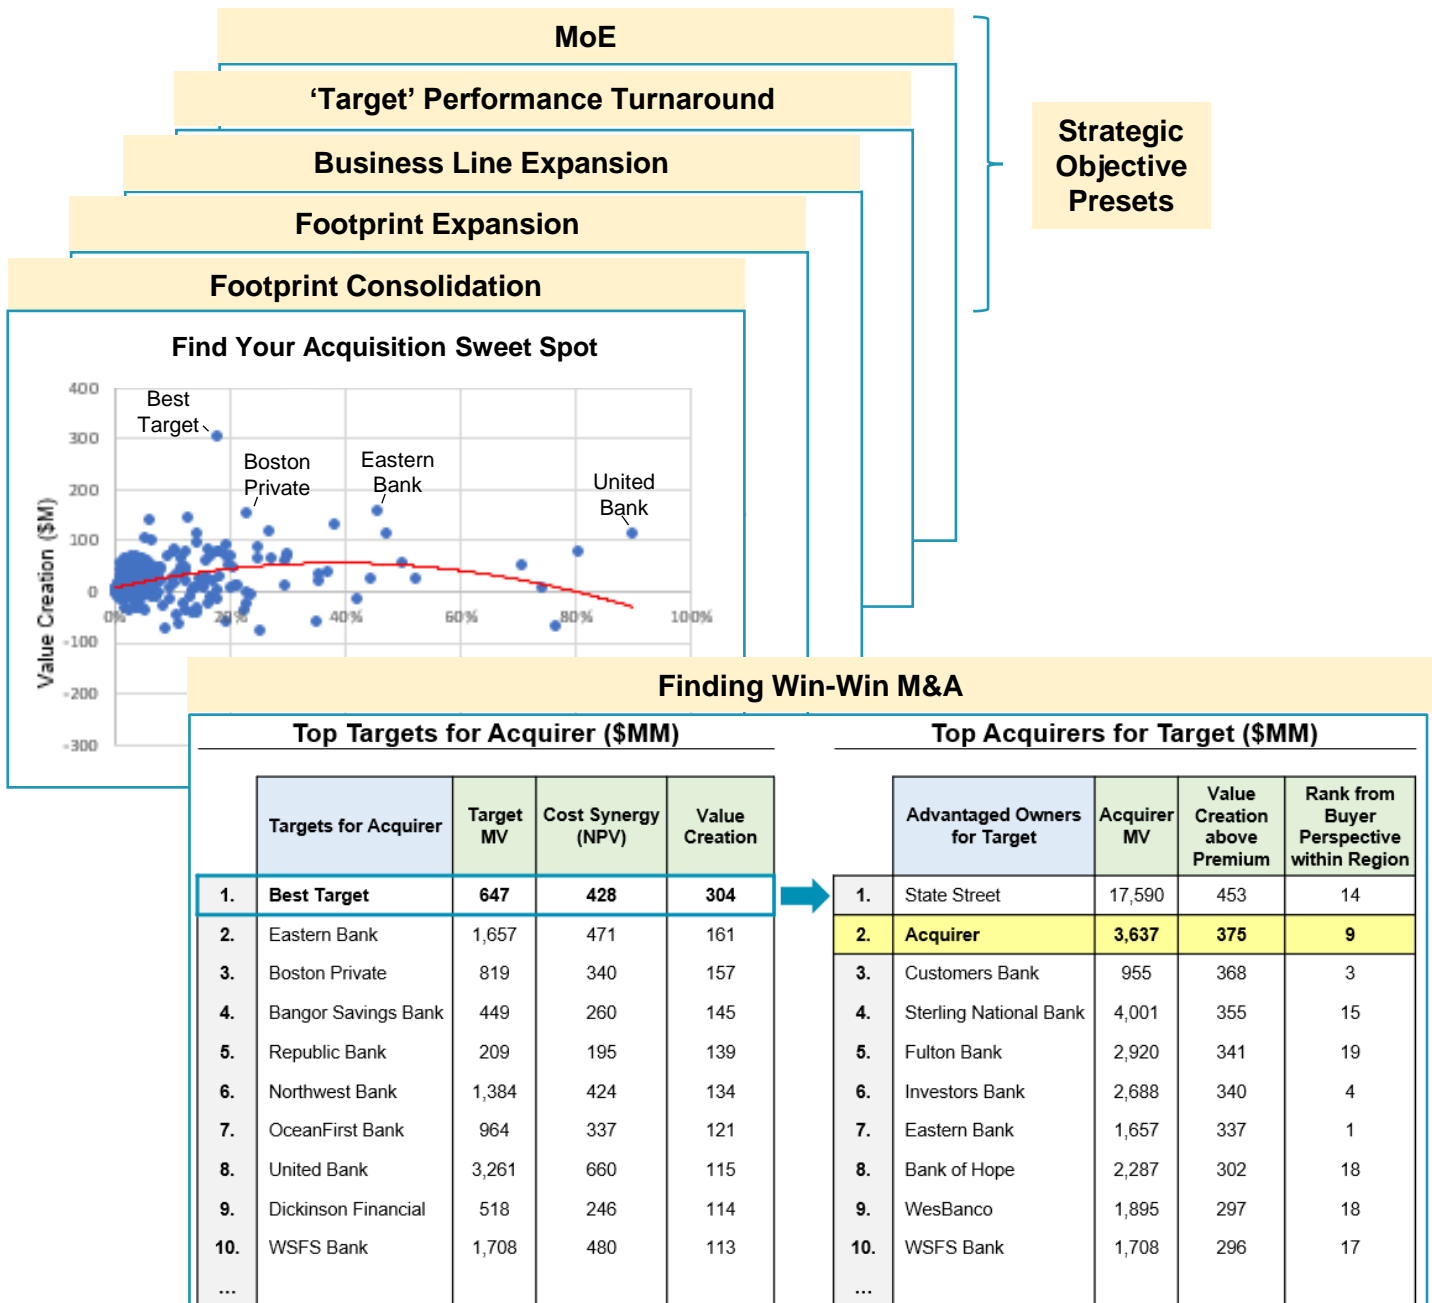 MoE
‘Target’ Performance Turnaround
Business Line Expansion
Footprint Expansion
Footprint Consolidation
Strategic
Objective
Presets
Find Your Acquisition Sweet Spot
Value Creation ($M)
400
300
200
100
0
-100
-200
-300
0%
20%
40%
60%
80%
100%
Best
Target
Boston
Private
Eastern
Bank
United
Bank
Finding Win-Win M&A
Top Targets for Acquirer ($MM)
Targets for Acquirer
Target
MV
Cost Synergy
(NPV)
Value
Creation
1. Best Target 647 428 304
2. Eastern Bank 1,657 471 161
3. Boston Private 819 340 157
4. Bangor Savings Bank 449 260 145
5. Republic Bank 209 195 139
6. Northwest Bank 1,384 424 134
7. OceanFirst Bank 964 337 121
8. United Bank 3,261 660 115
9. Dickinson Financial 518 246 114
10. WSFS Bank 1,708 480 113
...
Top Acquirers for Target ($MM)
Advantaged Owners
for Target
Acquirer
MV
Value
Creation
above
Premium
Rank from
Buyer
Perspective
within Region
1. State Street 17,590 453 14
2. Acquirer 3,637 375 9
3. Customers Bank 955 368 3
4. Sterling National Bank 4,001 355 15
5. Fulton Bank 2,920 341 19
6. Investors Bank 2,688 340 4
7. Eastern Bank 1,657 337 1
8. Bank of Hope 2,287 302 18
9. WesBanco 1,895 297 18
10. WSFS Bank 1,708 296 17
...